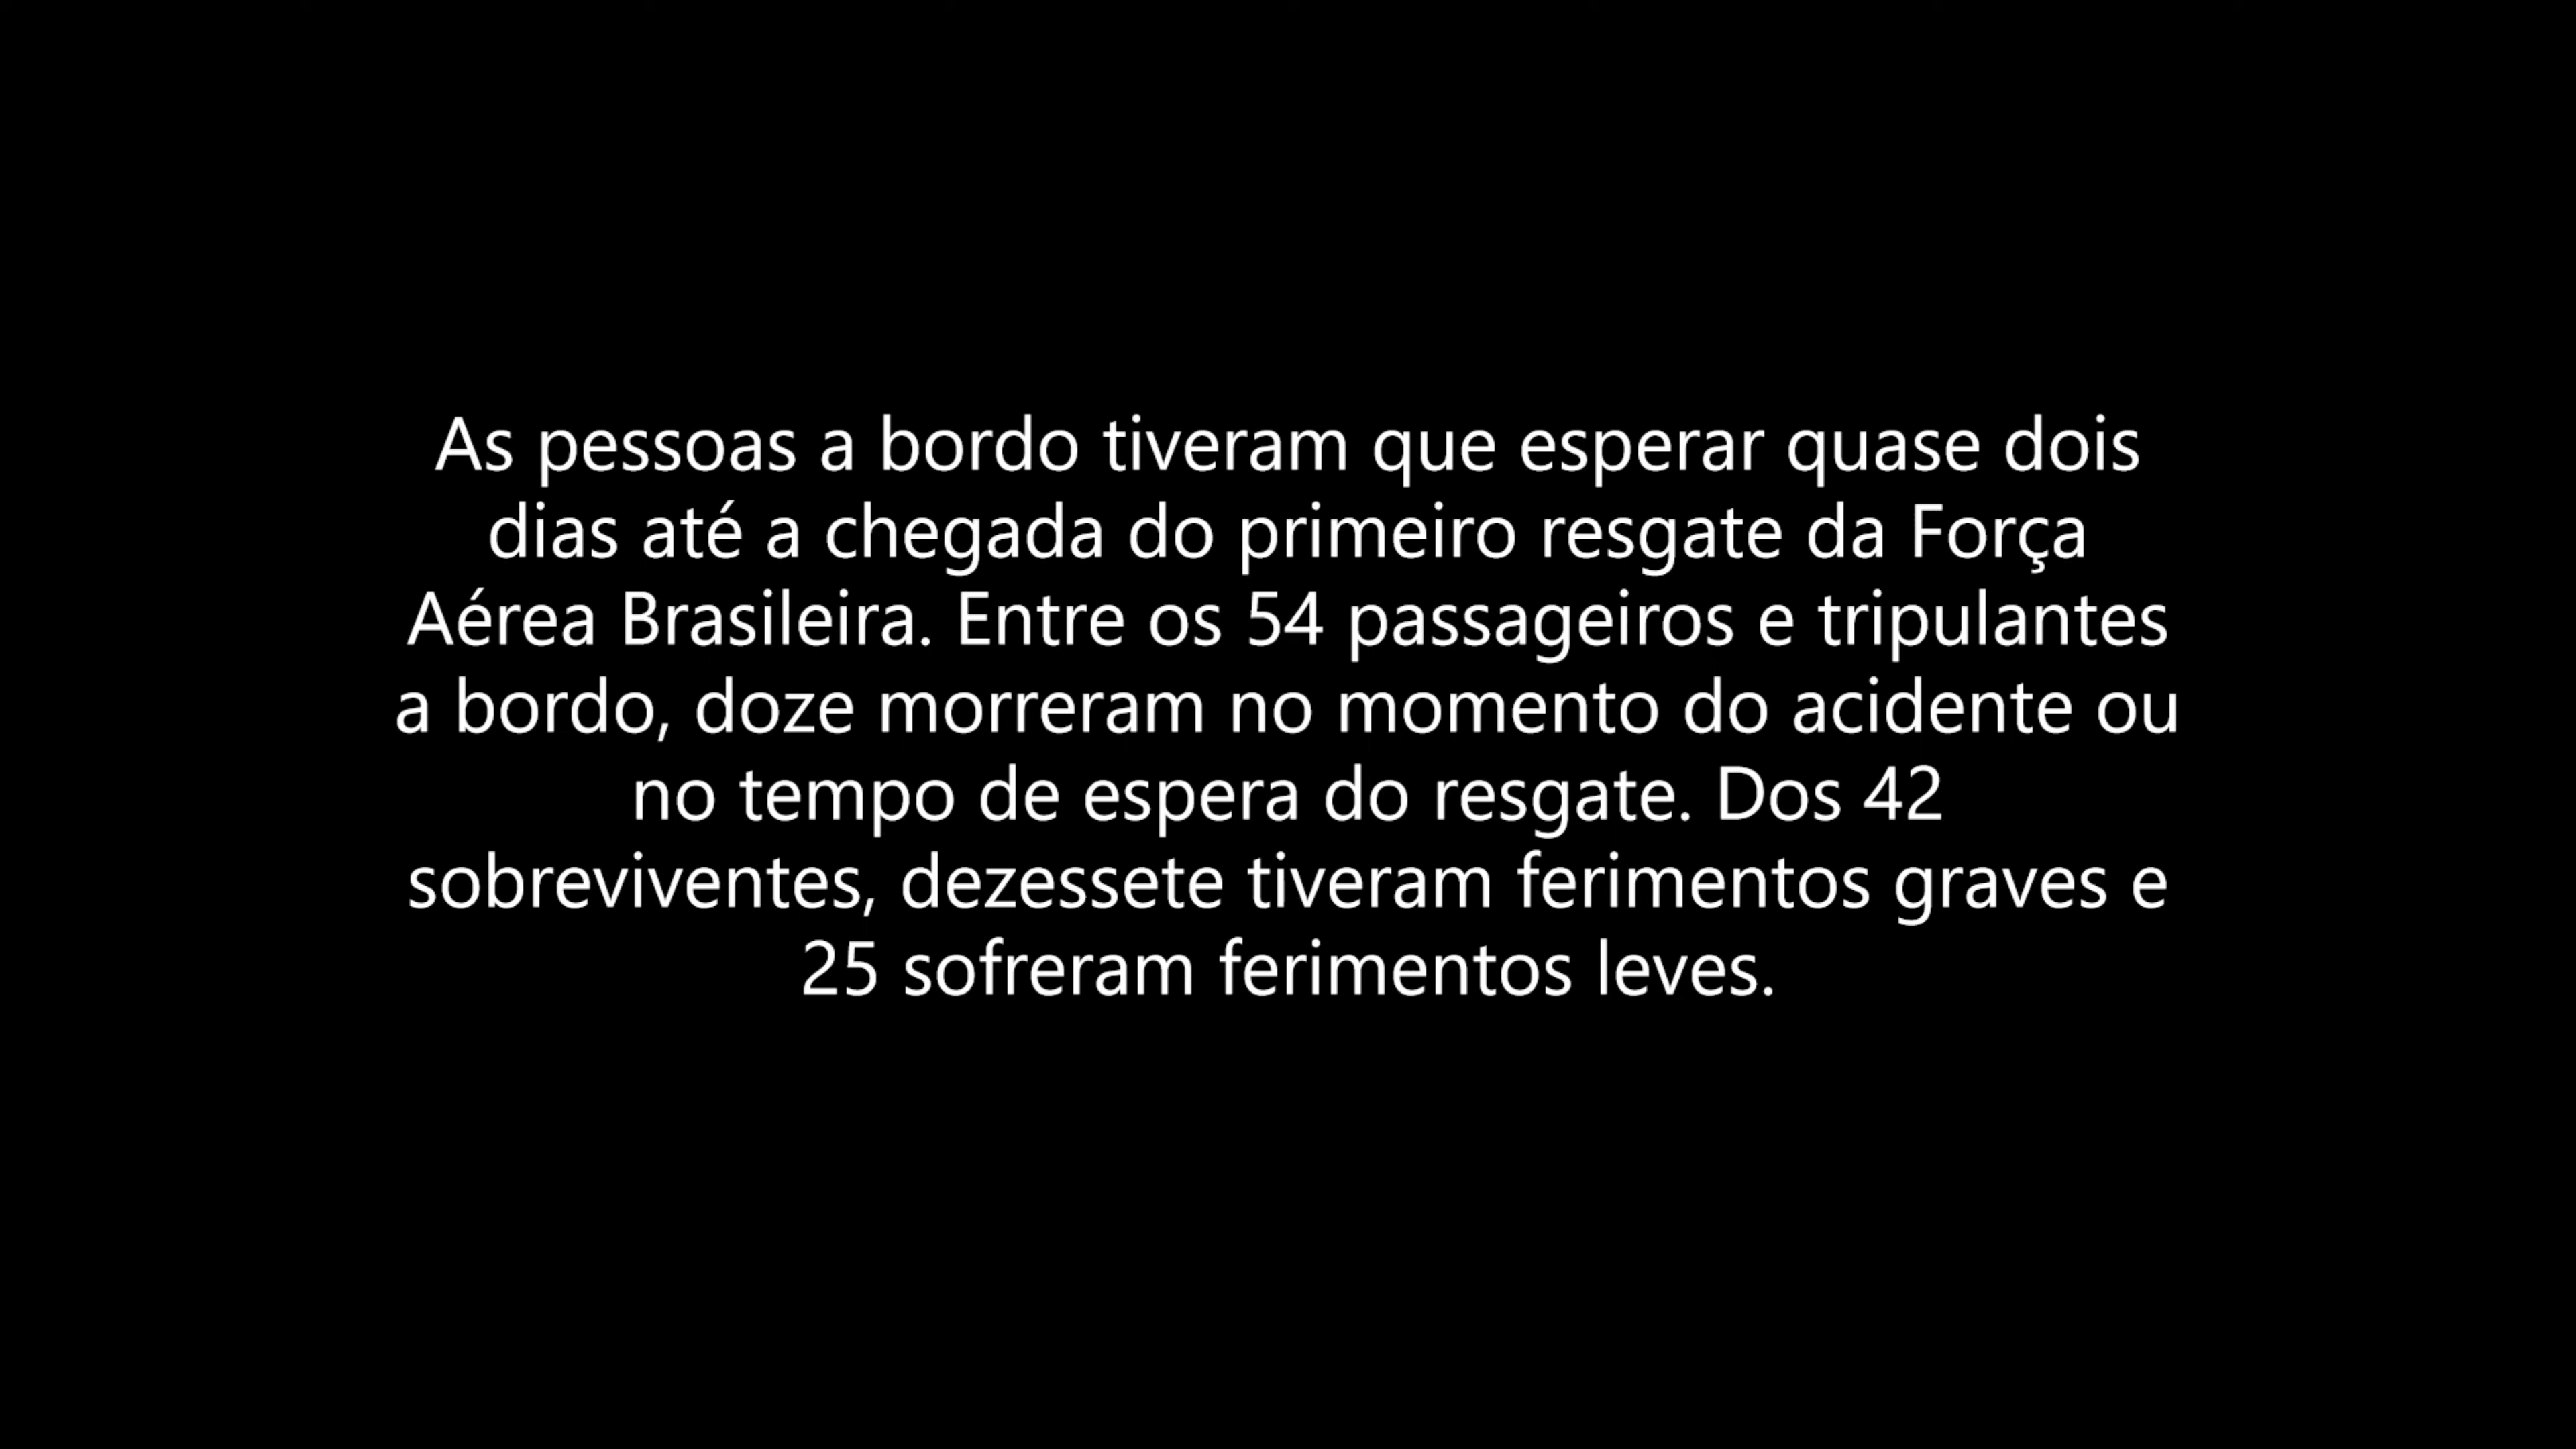 As pessoas a bordo tiveram que esperar quase dois
dias até a chegada do primeiro resgate da Força
Aérea Brasileira. Entre os 54 passageiros e tripulantes
a bordo, doze morreram no momento do acidente ou
no tempo de espera do resgate. Dos 42
sobreviventes, dezessete tiveram ferimentos graves e
25 sofreram ferimentos leves.